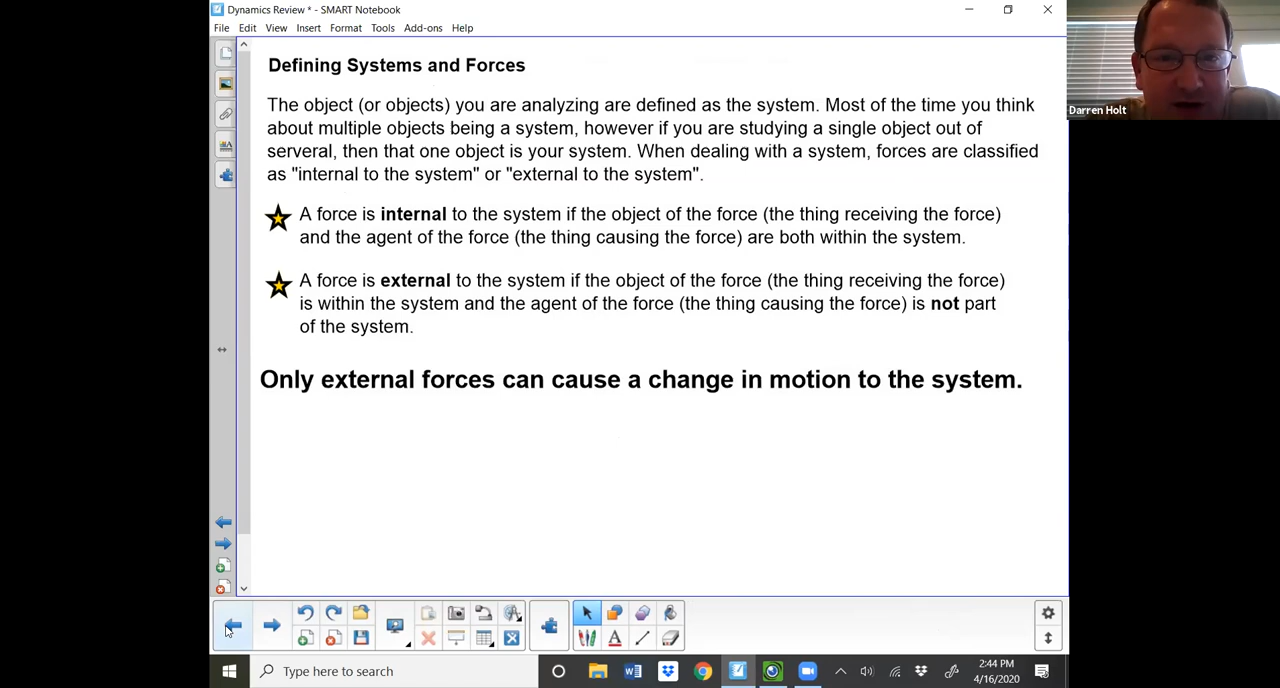 Dynamics Review * - SMART Notebook
File Edit View Insert Format Tools Add-ons Help
Defining Systems and Forces
The object (or objects) you are analyzing are defined as the system. Most of the time you think
about multiple objects being a system, however if you are studying a single object out of
serveral, then that one object is your system. When dealing with a system, forces are classified
as "internal to the system" or "external to the system".
A force is internal to the system if the object of the force (the thing receiving the force)
and the agent of the force (the thing causing the force) are both within the system.
A force is external to the system if the object of the force (the thing receiving the force)
is within the system and the agent of the force (the thing causing the force) is not part
of the system.
Only external forces can cause a change in motion to the system.
Darren Holt
Type here to search
2:44 PM
4/16/2020